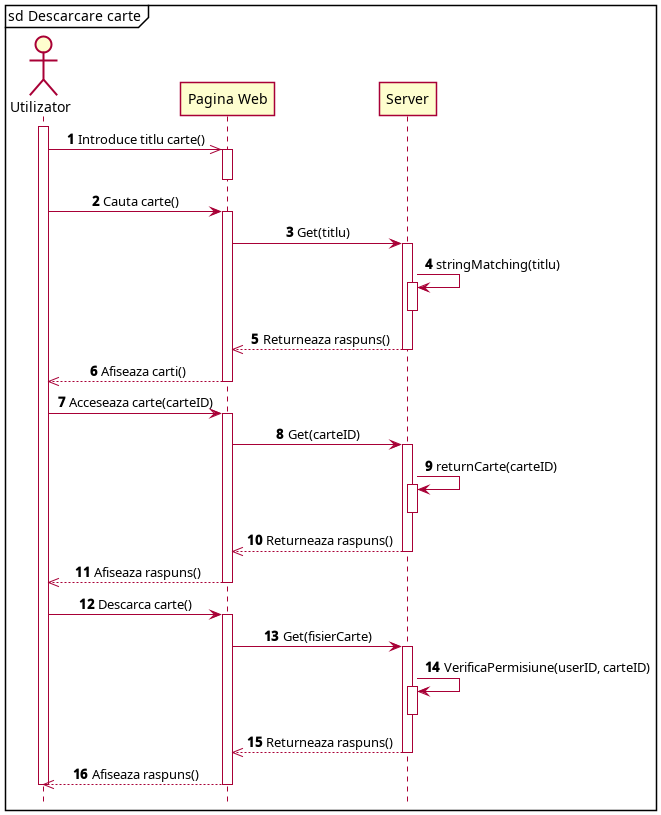 sd Descarcare carte
Utilizator
Pagina Web
Server
1 Introduce titlu carte()
2 Cauta carte()
3 Get(titlu)
4 stringMatching(titlu)
5 Returneaza raspuns()
6 Afiseaza carti()
7 Acceseaza carte(carteID)
8 Get(carteID)
9 returnCarte(carteID)
10 Returneaza raspuns()
11 Afiseaza raspuns()
12 Descarca carte()
13 Get(fisierCarte)
14 VerificaPermisiune(userID, carteID)
15 Returneaza raspuns()
16 Afiseaza raspuns()